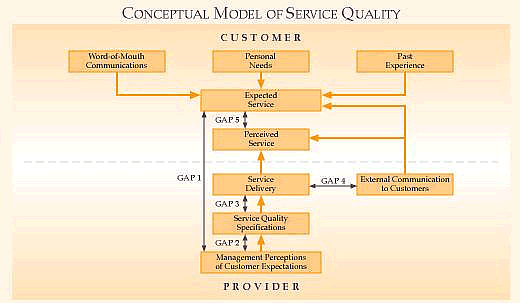 CONCEPTUAL MODEL OF SERVICE QUALITY
CUSTOMER
Word-of-Mouth
Communications
Personal
Needs
Past
Experience
Expected
Service
GAP 5
Perceived
Service
GAP 1
Service
Delivery
GAP 4
External Communication
to Customers
GAP 3
Service Quality
Specifications
GAP 2
Management Perceptions
of Customer Expectations
PROVIDER